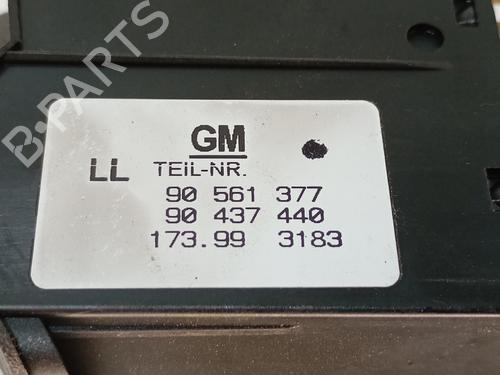 B-PARTS
GM
LL TEIL-NR.
90 561 377
90 437 440
173.99 3183